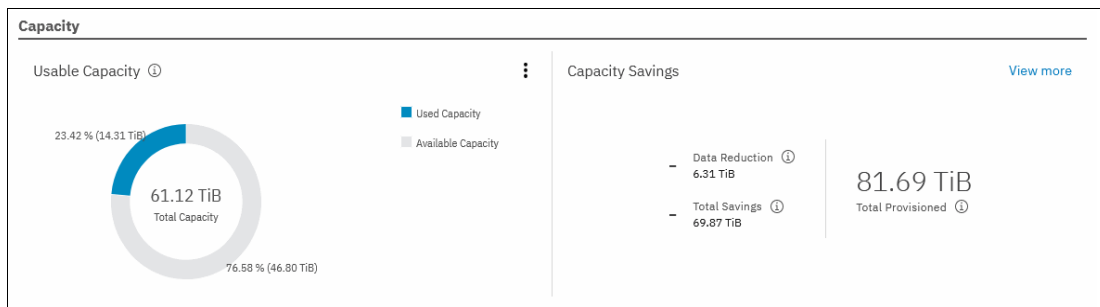 Capacity
Usable Capacity
Used Capacity
Available Capacity
23.42 % (14.31 TiB)
61.12 TiB
Total Capacity
76.58 % (46.80 TiB)
Capacity Savings
View more
- Data Reduction
6.31 TiB
- Total Savings
69.87 TiB
81.69 TiB
Total Provisioned